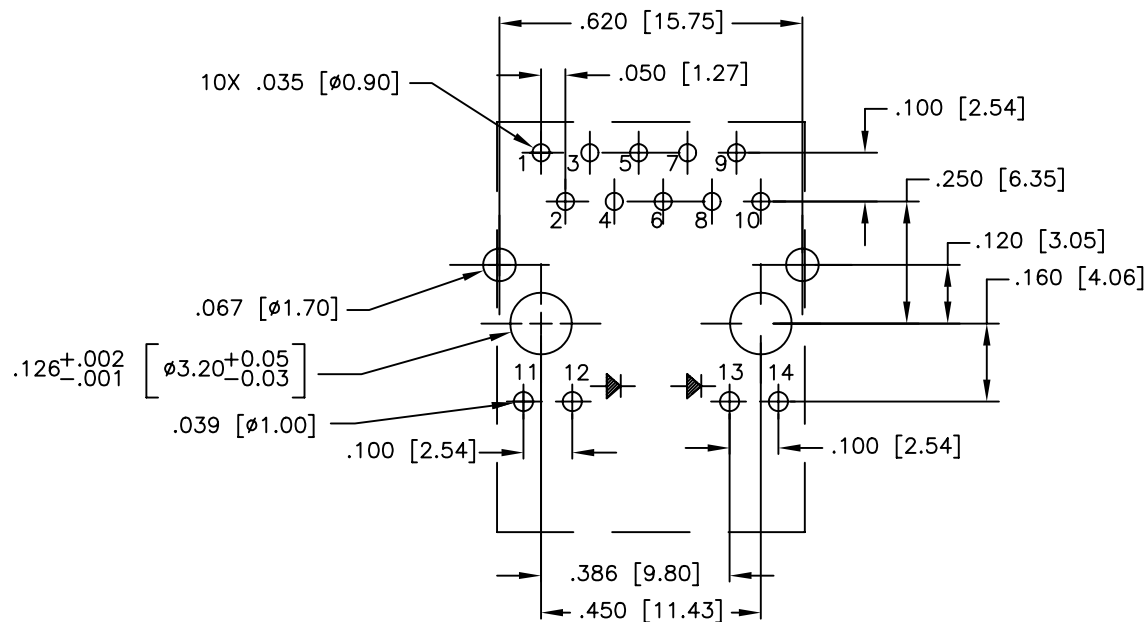 .620 [15.75]
10X .035 [ø0.90]
.050 [1.27]
.100 [2.54]
1 3 5 7 9
.250 [6.35]
2 4 6 8 10
.120 [3.05]
.160 [4.06]
.067 [ø1.70]
.126+.002 -.001 [ø3.20+0.05 -0.03]
11 12 13 14
.039 [ø1.00]
.100 [2.54]
.100 [2.54]
.386 [9.80]
.450 [11.43]